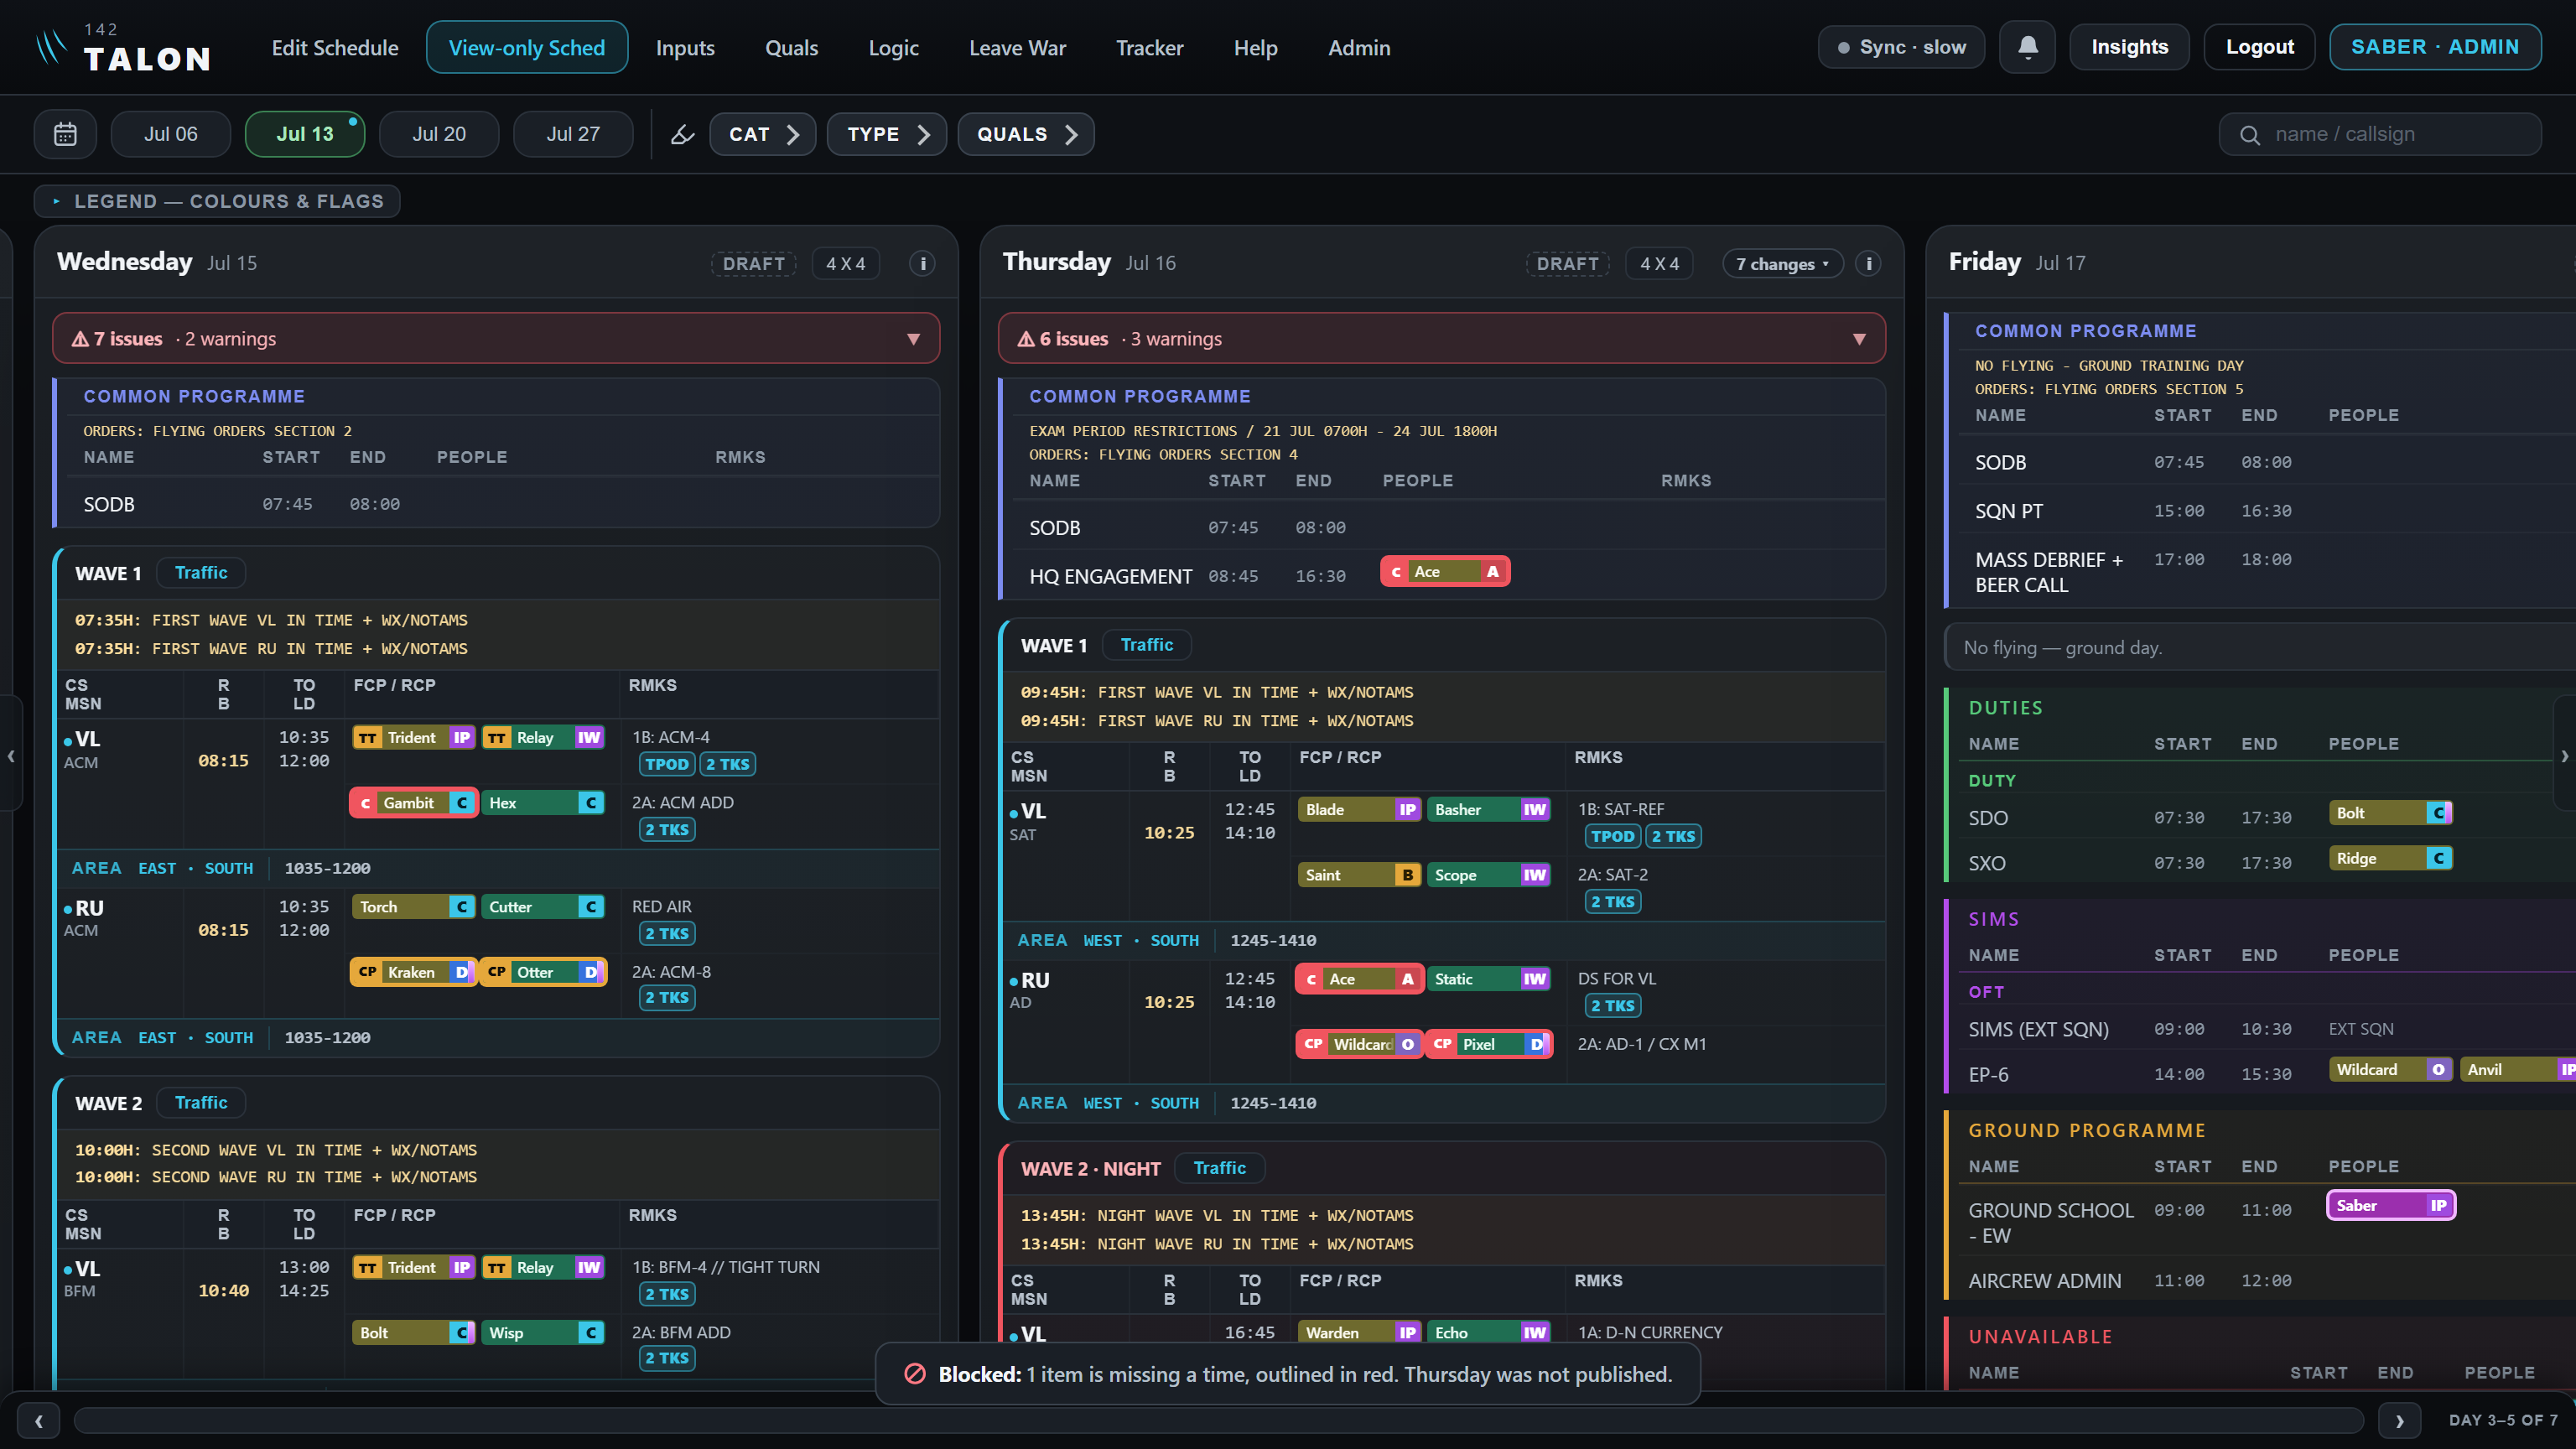 142
TALON
Edit Schedule
View-only Sched
Inputs
Quals
Logic
Leave War
Tracker
Help
Admin
Sync · slow
Insights
Logout
SABER · ADMIN
Jul 06
Jul 13
Jul 20
Jul 27
CAT
TYPE
QUALS
name / callsign
LEGEND — COLOURS & FLAGS
Wednesday Jul 15
DRAFT
4 X 4
i
7 issues · 2 warnings
COMMON PROGRAMME
ORDERS: FLYING ORDERS SECTION 2
NAME START END PEOPLE RMKS
SODB 07:45 08:00
WAVE 1 Traffic
07:35H: FIRST WAVE VL IN TIME + WX/NOTAMS
07:35H: FIRST WAVE RU IN TIME + WX/NOTAMS
CS R TO FCP / RCP RMKS
MSN B LD
VL 10:35 TT Trident IP TT Relay IW 1B: ACM-4
ACM 08:15 12:00 TPOD 2 TKS
c Gambit C Hex C 2A: ACM ADD
2 TKS
AREA EAST · SOUTH 1035-1200
RU 10:35 Torch C Cutter C RED AIR
ACM 08:15 12:00 2 TKS
CP Kraken D CP Otter D 2A: ACM-8
2 TKS
AREA EAST · SOUTH 1035-1200
WAVE 2 Traffic
10:00H: SECOND WAVE VL IN TIME + WX/NOTAMS
10:00H: SECOND WAVE RU IN TIME + WX/NOTAMS
CS R TO FCP / RCP RMKS
MSN B LD
VL 13:00 TT Trident IP TT Relay IW 1B: BFM-4 // TIGHT TURN
BFM 10:40 14:25 2 TKS
Bolt C Wisp C 2A: BFM ADD
2 TKS
Thursday Jul 16
DRAFT
4 X 4
7 changes
i
6 issues · 3 warnings
COMMON PROGRAMME
EXAM PERIOD RESTRICTIONS / 21 JUL 0700H - 24 JUL 1800H
ORDERS: FLYING ORDERS SECTION 4
NAME START END PEOPLE RMKS
SODB 07:45 08:00
HQ ENGAGEMENT 08:45 16:30 c Ace A
WAVE 1 Traffic
09:45H: FIRST WAVE VL IN TIME + WX/NOTAMS
09:45H: FIRST WAVE RU IN TIME + WX/NOTAMS
CS R TO FCP / RCP RMKS
MSN B LD
VL 12:45 Blade IP Basher IW 1B: SAT-REF
SAT 10:25 14:10 TPOD 2 TKS
Saint B Scope IW 2A: SAT-2
2 TKS
AREA WEST · SOUTH 1245-1410
RU 12:45 c Ace A Static IW DS FOR VL
AD 10:25 14:10 2 TKS
CP Wildcard O CP Pixel D 2A: AD-1 / CX M1
AREA WEST · SOUTH 1245-1410
WAVE 2 · NIGHT Traffic
13:45H: NIGHT WAVE VL IN TIME + WX/NOTAMS
13:45H: NIGHT WAVE RU IN TIME + WX/NOTAMS
CS R TO FCP / RCP RMKS
MSN B LD
VL 16:45 Warden IP Echo IW 1A: D-N CURRENCY
Friday Jul 17
COMMON PROGRAMME
NO FLYING - GROUND TRAINING DAY
ORDERS: FLYING ORDERS SECTION 5
NAME START END PEOPLE
SODB 07:45 08:00
SQN PT 15:00 16:30
MASS DEBRIEF + 17:00 18:00
BEER CALL
No flying — ground day.
DUTIES
NAME START END PEOPLE
DUTY
SDO 07:30 17:30 Bolt C
SXO 07:30 17:30 Ridge C
SIMS
NAME START END PEOPLE
OFT
SIMS (EXT SQN) 09:00 10:30 EXT SQN
EP-6 14:00 15:30 Wildcard O Anvil IP
GROUND PROGRAMME
NAME START END PEOPLE
GROUND SCHOOL 09:00 11:00 Saber IP
- EW
AIRCREW ADMIN 11:00 12:00
UNAVAILABLE
NAME START END PEOPLE
Blocked: 1 item is missing a time, outlined in red. Thursday was not published.
DAY 3–5 OF 7